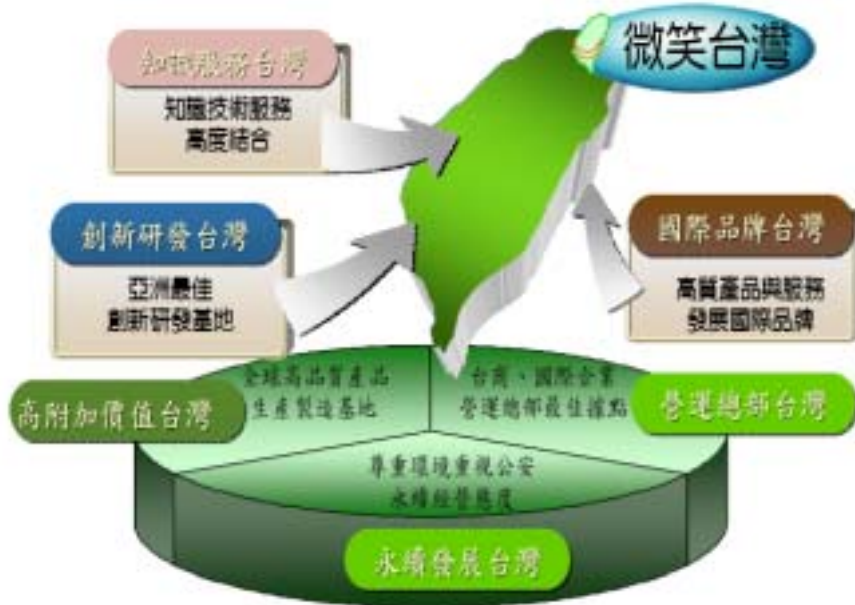 微笑台灣
知識服務台灣
知識技術服務
高度結合
創新研發台灣
亞洲最佳
創新研發基地
國際品牌台灣
高質產品與服務
發展國際品牌
高附加價值台灣
全球高品質產品
生產製造基地
台商、國際企業
營運總部最佳據點
營運總部台灣
尊重環境重視公安
永續經營態度
永續發展台灣